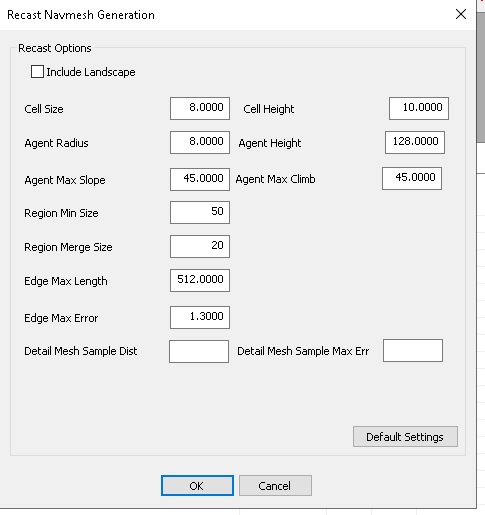 Recast Navmesh Generation
Recast Options
Include Landscape
Cell Size 8.0000 Cell Height 10.0000
Agent Radius 8.0000 Agent Height 128.0000
Agent Max Slope 45.0000 Agent Max Climb 45.0000
Region Min Size 50
Region Merge Size 20
Edge Max Length 512.0000
Edge Max Error 1.3000
Detail Mesh Sample Dist Detail Mesh Sample Max Err
Default Settings
OK Cancel